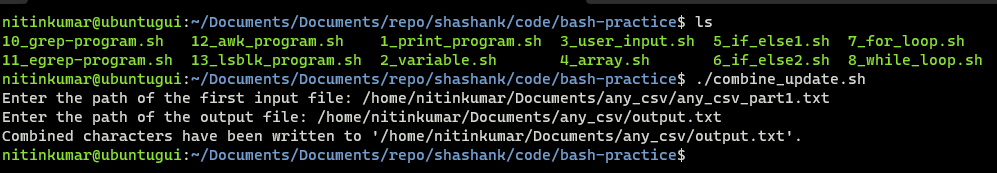 nitinkumar@ubuntugui:~/Documents/Documents/repo/shashank/code/bash-practice$ ls
10_grep-program.sh 12_awk_program.sh 1_print_program.sh 3_user_input.sh 5_if_else1.sh 7_for_loop.sh
11_egrep-program.sh 13_lsblk_program.sh 2_variable.sh 4_array.sh 6_if_else2.sh 8_while_loop.sh
nitinkumar@ubuntugui:~/Documents/Documents/repo/shashank/code/bash-practice$ ./combine_update.sh
Enter the path of the first input file: /home/nitinkumar/Documents/any_csv/any_csv_part1.txt
Enter the path of the output file: /home/nitinkumar/Documents/any_csv/output.txt
Combined characters have been written to '/home/nitinkumar/Documents/any_csv/output.txt'.
nitinkumar@ubuntugui:~/Documents/Documents/repo/shashank/code/bash-practice$